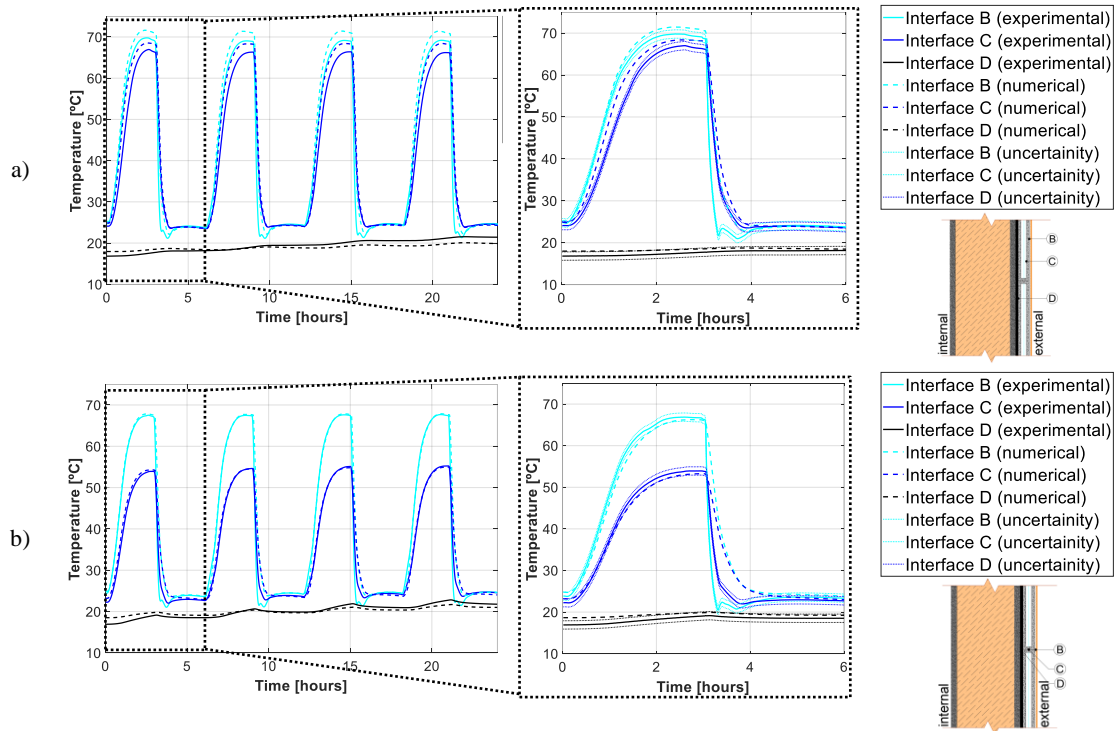 a)
Temperature [ºC]
70
60
50
40
30
20
10
0
5
10
15
20
Time [hours]
Temperature [ºC]
70
60
50
40
30
20
10
0
2
4
6
Time [hours]
Interface B (experimental)
Interface C (experimental)
Interface D (experimental)
Interface B (numerical)
Interface C (numerical)
Interface D (numerical)
Interface B (uncertainity)
Interface C (uncertainity)
Interface D (uncertainity)
B
C
D
internal
external
b)
Temperature [ºC]
70
60
50
40
30
20
10
0
5
10
15
20
Time [hours]
Temperature [ºC]
70
60
50
40
30
20
10
0
2
4
6
Time [hours]
Interface B (experimental)
Interface C (experimental)
Interface D (experimental)
Interface B (numerical)
Interface C (numerical)
Interface D (numerical)
Interface B (uncertainity)
Interface C (uncertainity)
Interface D (uncertainity)
B
C
D
internal
external